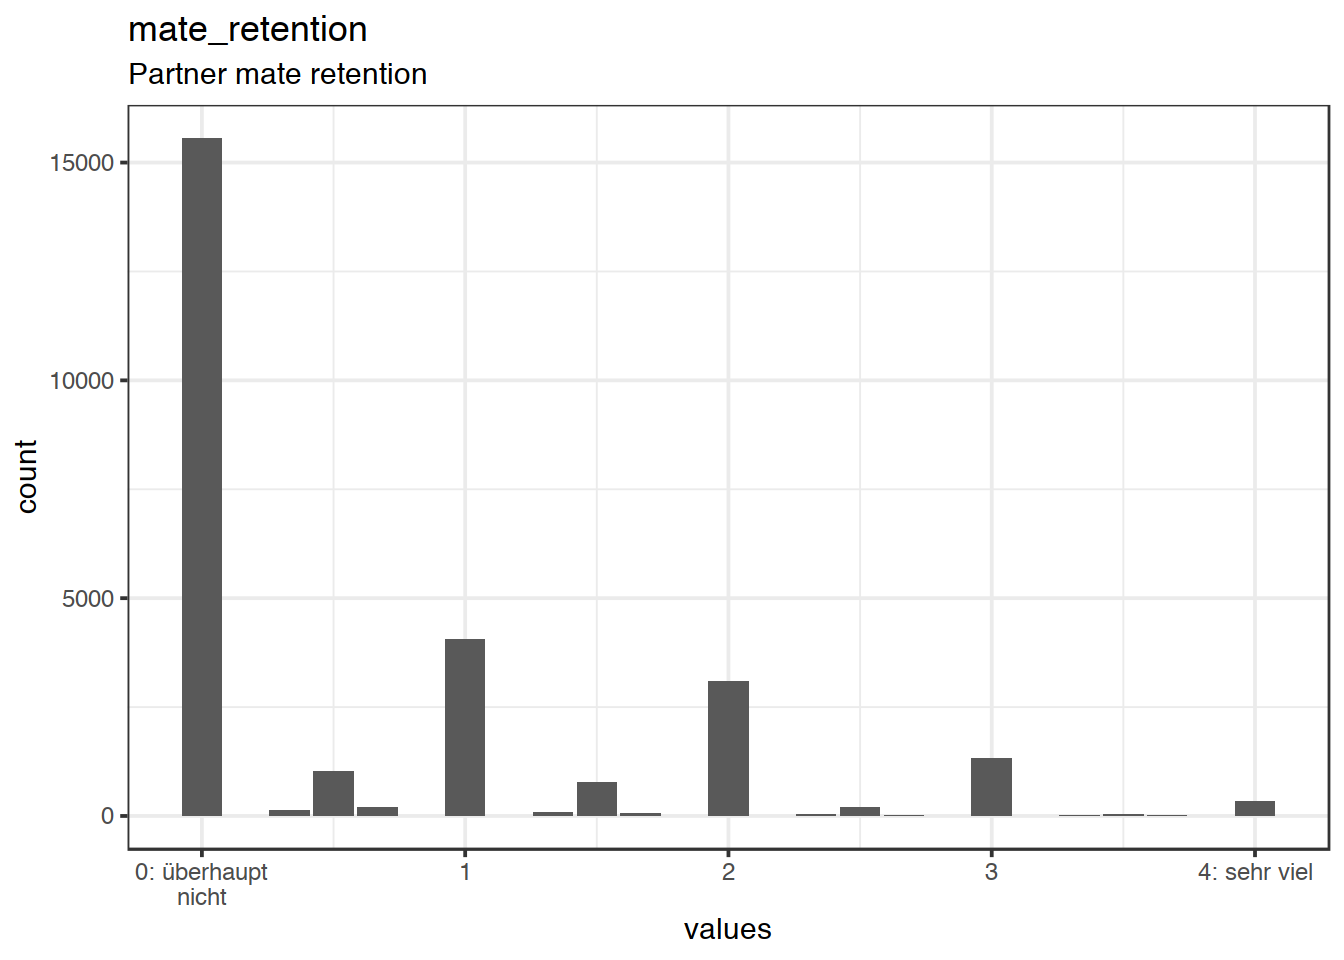 mate_retention
Partner mate retention
15000
10000
5000
0
count
0: überhaupt
nicht
1
2
3
4: sehr viel
values